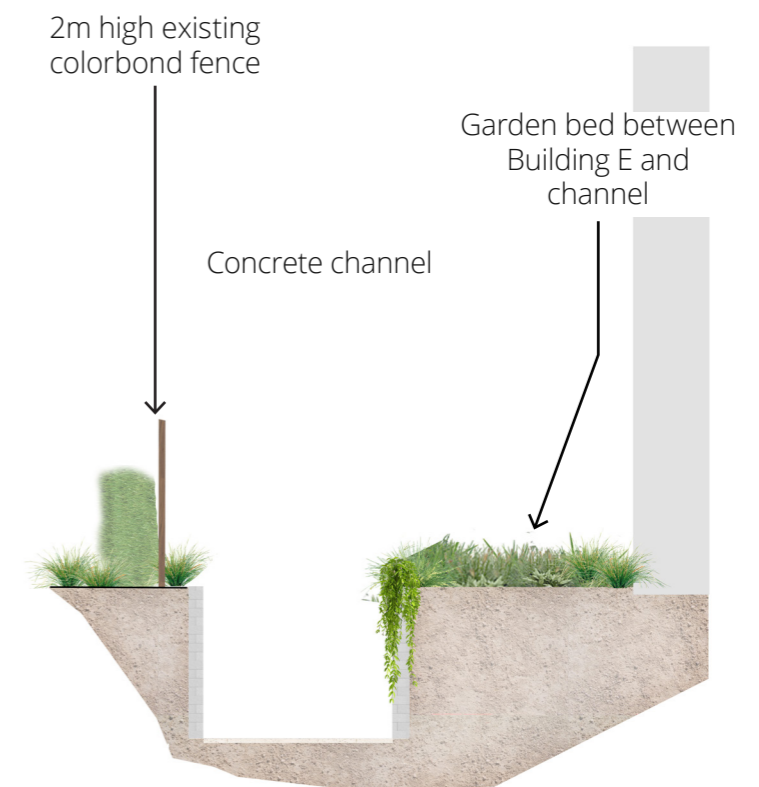 2m high existing
colorbond fence
Garden bed between
Building E and
channel
Concrete channel